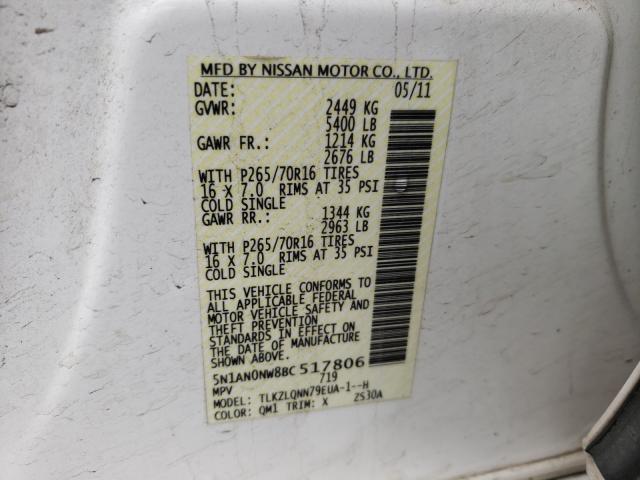 MFD BY NISSAN MOTOR CO., LTD.
DATE: 05/11
GVWR: 2449 KG
5400 LB
GAWR FR.: 1214 KG
2676 LB
WITH P265/70R16 TIRES
16 X 7.0 RIMS AT 35 PSI
COLD SINGLE
GAWR RR.: 1344 KG
2963 LB
WITH P265/70R16 TIRES
16 X 7.0 RIMS AT 35 PSI
COLD SINGLE
THIS VEHICLE CONFORMS TO
ALL APPLICABLE FEDERAL
MOTOR VEHICLE SAFETY AND
THEFT PREVENTION
STANDARDS IN EFFECT ON
THE DATE OF MANUFACTURE
SHOWN ABOVE.
5N1AN0NW8BC517806
MPV 719
MODEL: TLKZLQNN79EUA-1--H
COLOR: QM1 TRIM: X ZS30A